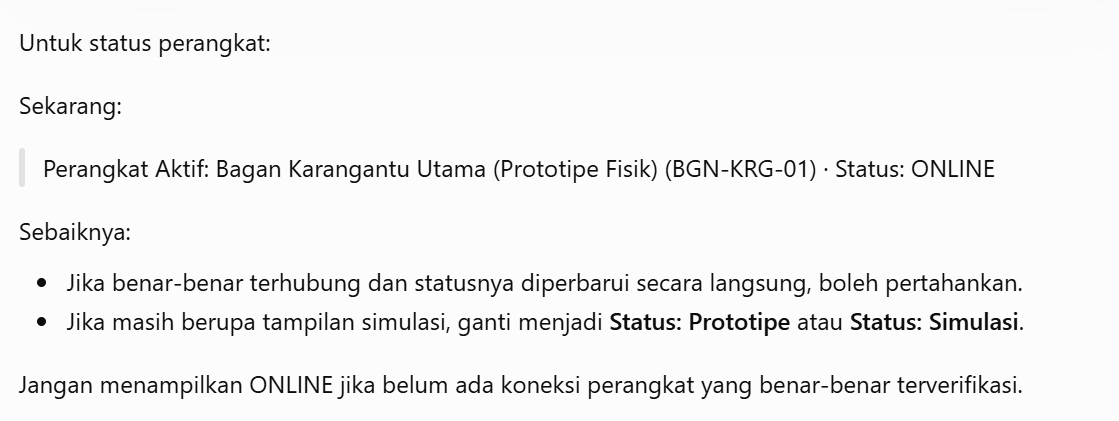 Untuk status perangkat:
Sekarang:
Perangkat Aktif: Bagan Karangantu Utama (Prototipe Fisik) (BGN-KRG-01) · Status: ONLINE
Sebaiknya:
• Jika benar-benar terhubung dan statusnya diperbarui secara langsung, boleh pertahankan.
• Jika masih berupa tampilan simulasi, ganti menjadi Status: Prototipe atau Status: Simulasi.
Jangan menampilkan ONLINE jika belum ada koneksi perangkat yang benar-benar terverifikasi.